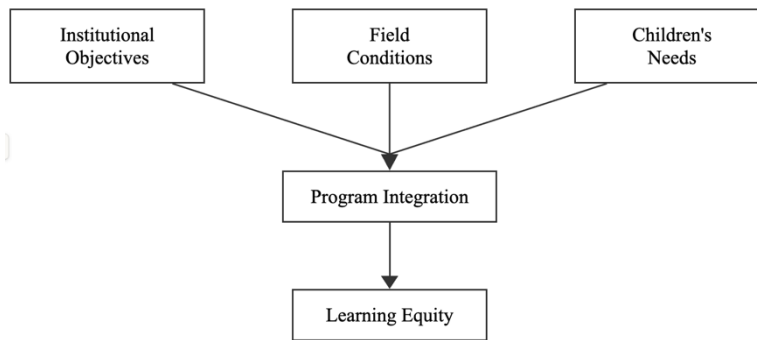 Institutional
Objectives
Field
Conditions
Children's
Needs
Program Integration
Learning Equity